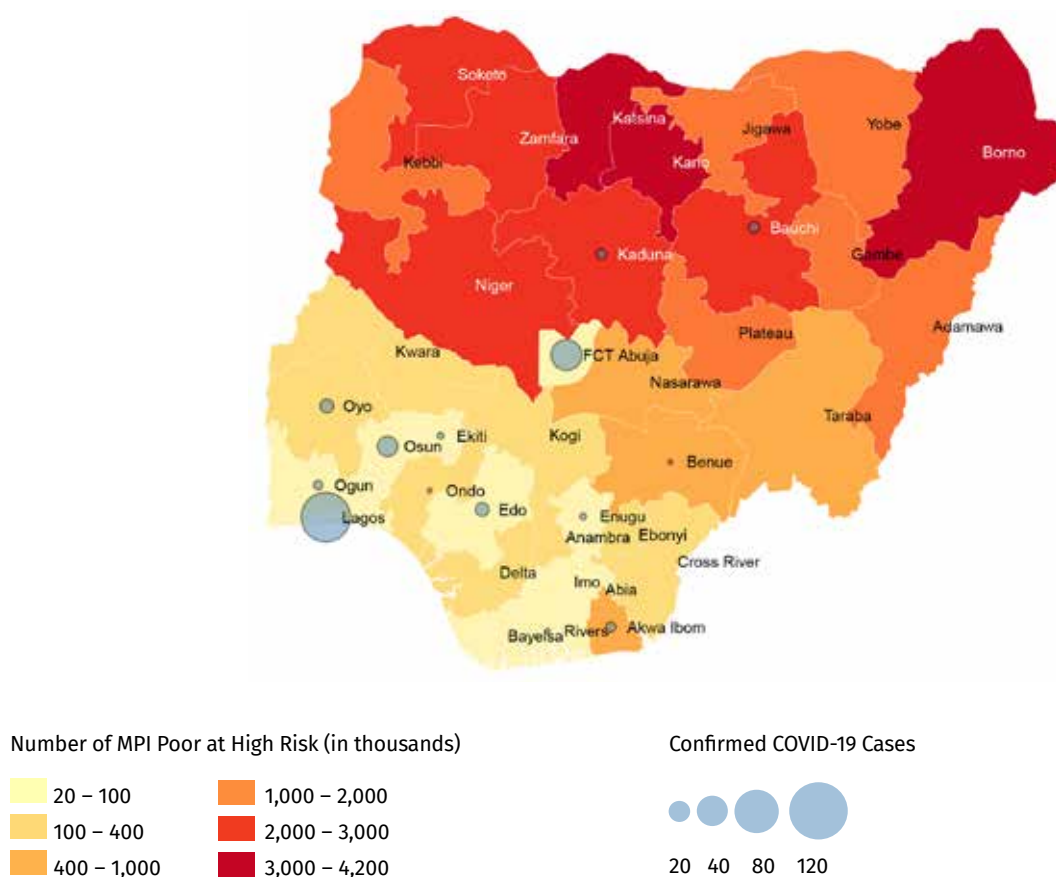 Sokoto
Katsina
Zamfara
Jigawa
Yobe
Kano
Borno
Kebbi
Bauchi
Kaduna
Gombe
Niger
Adamawa
Plateau
Kwara
FCT Abuja
Nasarawa
Oyo
Taraba
Ekiti
Kogi
Osun
Benue
Ogun
Ondo
Edo
Lagos
Enugu
Anambra
Ebonyi
Cross River
Delta
Imo
Abia
Bayelsa
Rivers
Akwa Ibom
Number of MPI Poor at High Risk (in thousands)
20 – 100
100 – 400
400 – 1,000
1,000 – 2,000
2,000 – 3,000
3,000 – 4,200
Confirmed COVID-19 Cases
20 40 80 120